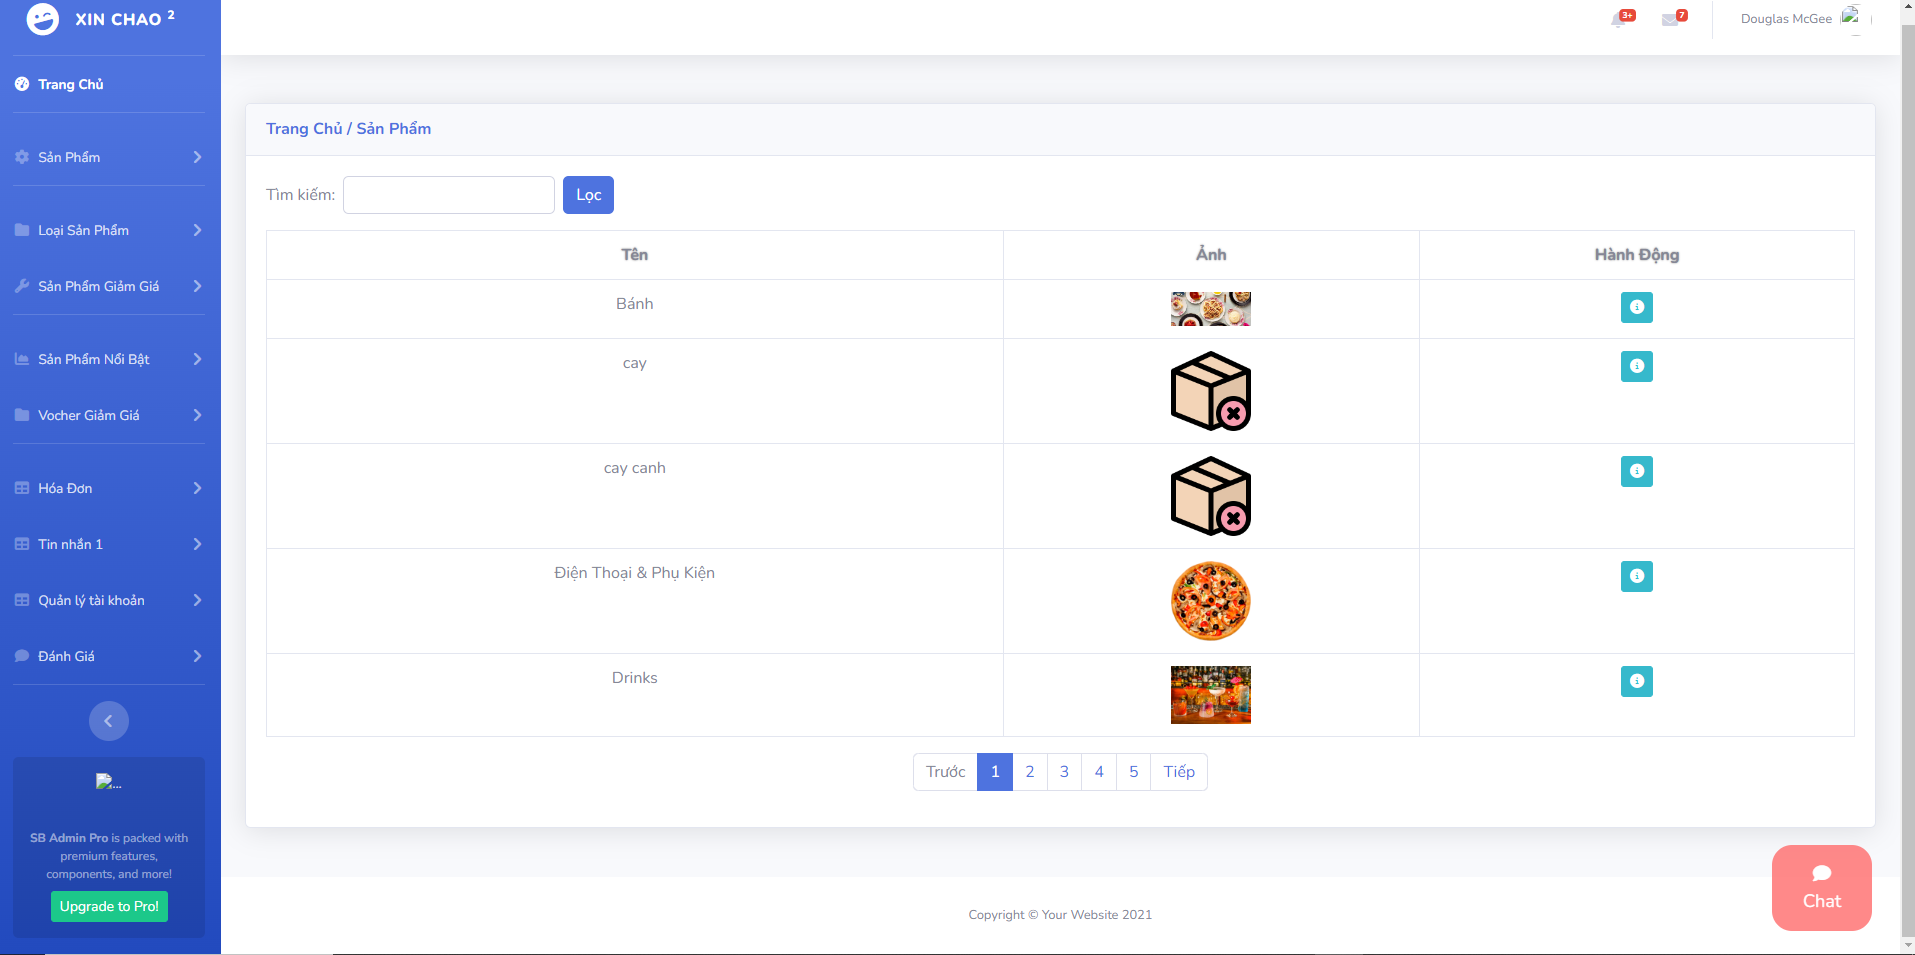 XIN CHAO 2
3+
7
Douglas McGee
Trang Chủ
Sản Phẩm
Loại Sản Phẩm
Sản Phẩm Giảm Giá
Sản Phẩm Nổi Bật
Vocher Giảm Giá
Hóa Đơn
Tin nhắn 1
Quản lý tài khoản
Đánh Giá
...
SB Admin Pro is packed with
premium features,
components, and more!
Upgrade to Pro!
Trang Chủ / Sản Phẩm
Tìm kiếm:
Lọc
Tên Ảnh Hành Động
Bánh
cay
cay canh
Điện Thoại & Phụ Kiện
Drinks
Trước 1 2 3 4 5 Tiếp
Chat
Copyright © Your Website 2021